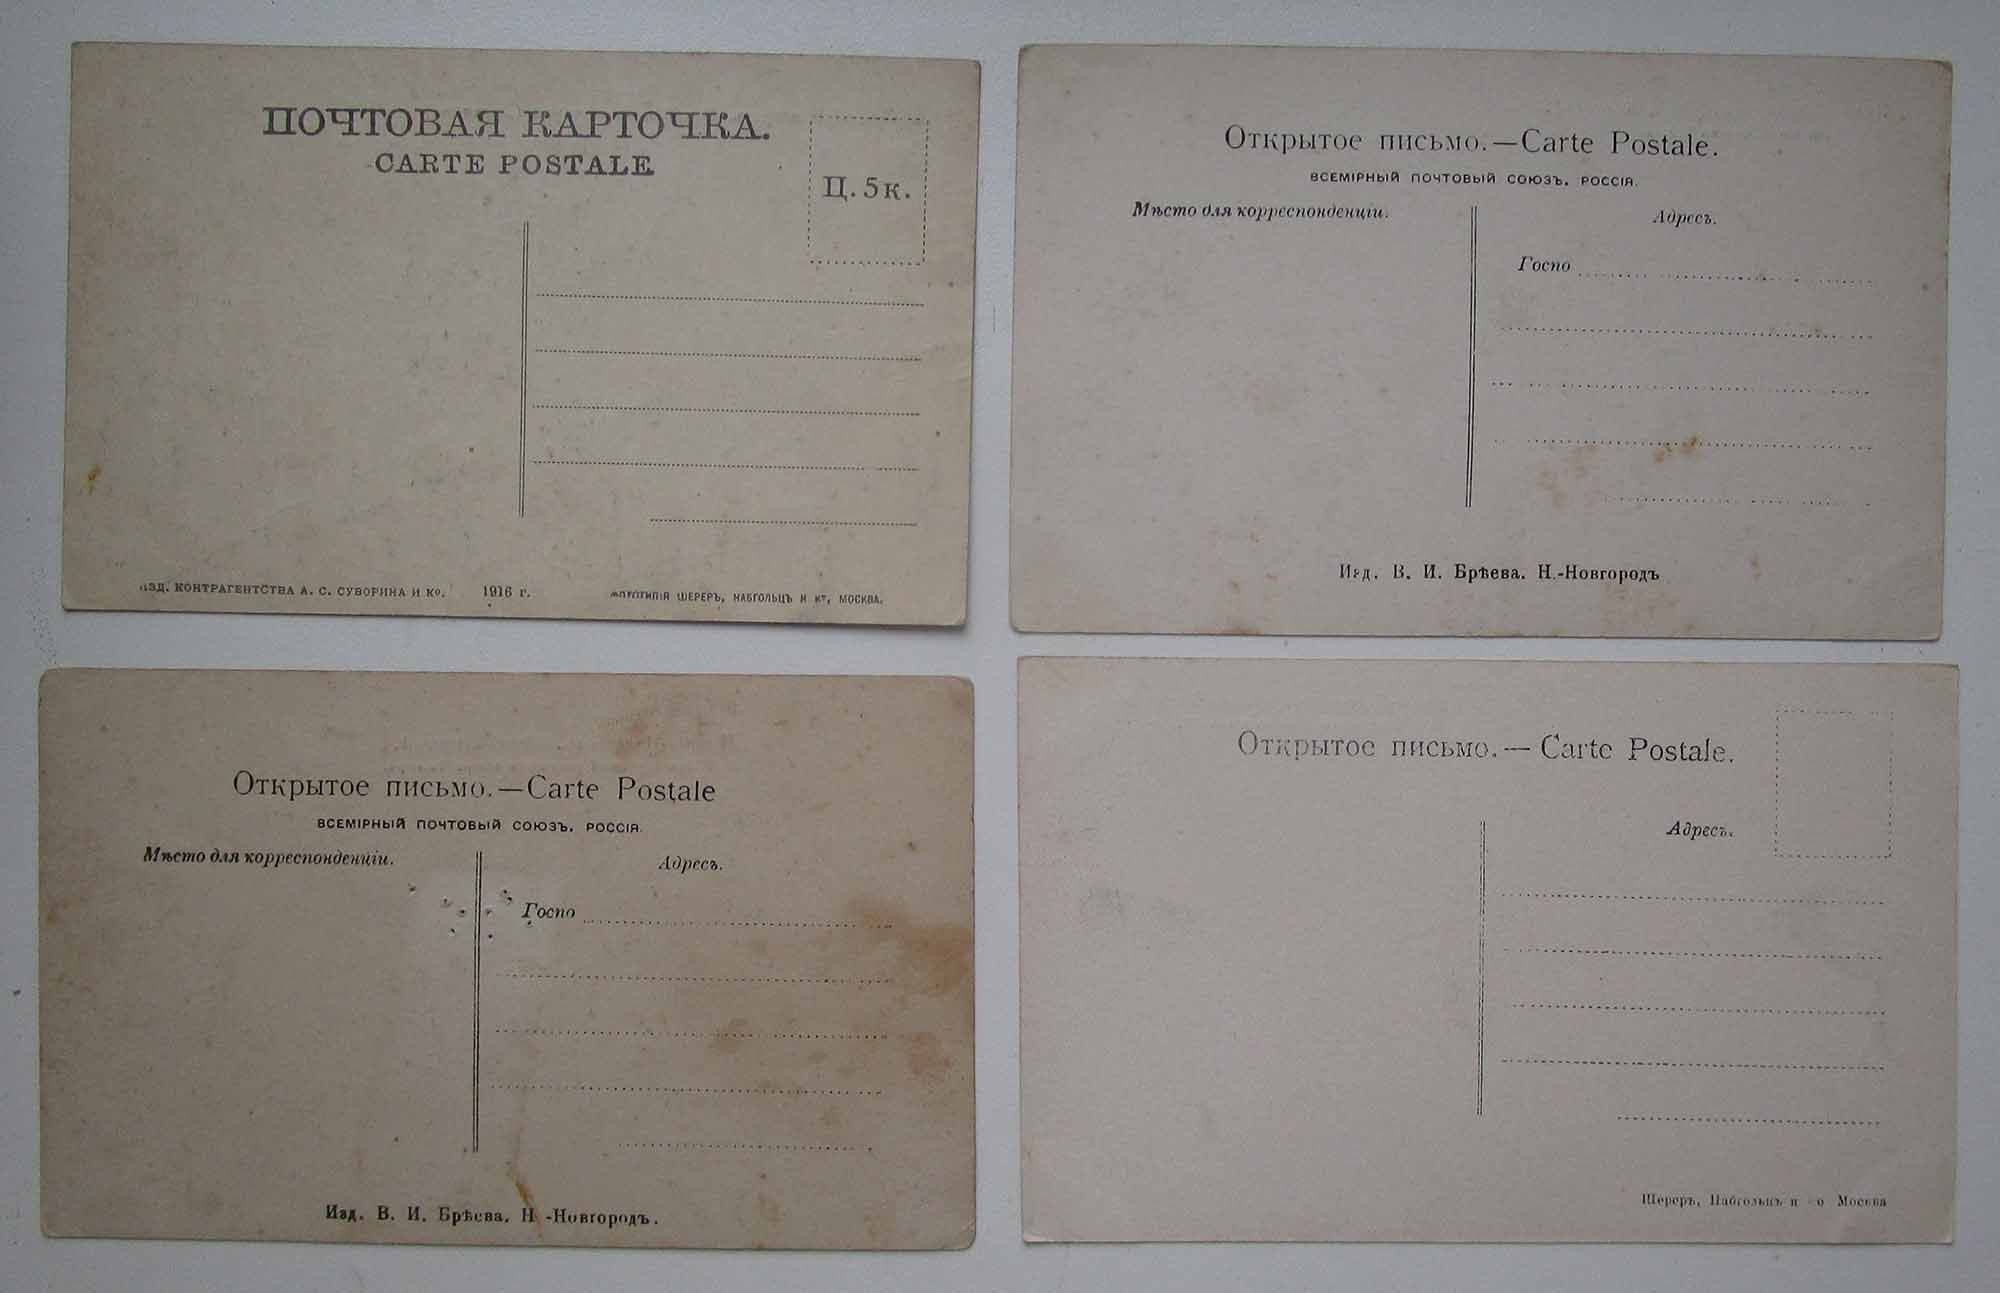 ПОЧТОВАЯ КАРТОЧКА.
CARTE POSTALE
Ц. 5 к.
ИЗД. КОНТРАГЕНТСТВА А. С. СУВОРИНА И Ко. 1916 г.
ФОТОТИПІЯ ШЕРЕРЪ, НАБГОЛЬЦЪ И Кº, МОСКВА.
Открытое письмо.—Carte Postale.
ВСЕМІРНЫЙ ПОЧТОВЫЙ СОЮЗЪ. РОССІЯ.
Мѣсто для корреспонденціи.
Адресъ.
Госпо
Изд. В. И. Брѣева. Н.-Новгородъ
Открытое письмо.—Carte Postale
ВСЕМІРНЫЙ ПОЧТОВЫЙ СОЮЗЪ. РОССІЯ.
Мѣсто для корреспонденціи.
Адресъ.
Госпо
Изд. В. И. Брѣева. Н.-Новгородъ.
Открытое письмо.—Carte Postale.
Адресъ.
Шереръ, Набгольцъ и Москва